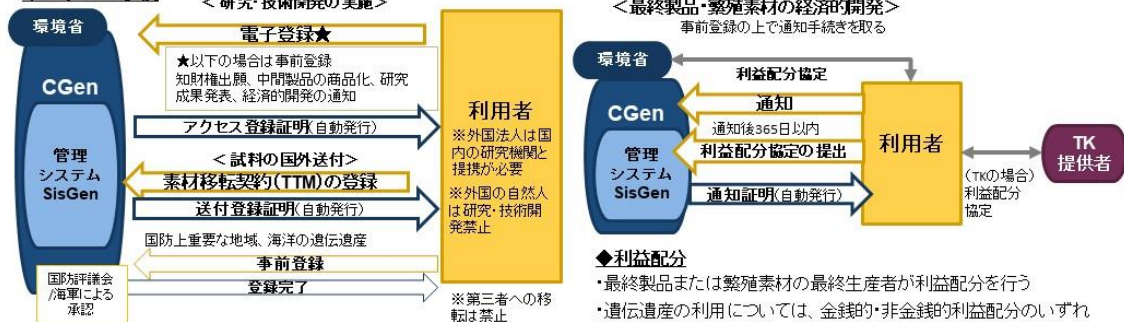 <研究・技術開発の実施>
環境省
電子登録★
★以下の場合は事前登録
知財権出願、中間製品の商品化、研究
成果発表、経済的開発の通知
CGen
アクセス登録証明(自動発行)
管理
システム
SisGen
<試料の国外送付>
素材移転契約(TTM)の登録
送付登録証明(自動発行)
利用者
※外国法人は国
内の研究機関と
提携が必要
※外国の自然人
は研究・技術開
発禁止
国防上重要な地域、海洋の遺伝遺産
事前登録
国防評議会
/海軍による
承認
登録完了
※第三者への移
転は禁止
<最終製品・繁殖素材の経済的開発>
事前登録の上で通知手続きを取る
環境省
利益配分協定
CGen
通知
通知後365日以内
利益配分協定の提出
管理
システム
SisGen
通知証明(自動発行)
利用者
TK
提供者
(TKの場合)
利益配分
協定
◆利益配分
・最終製品または繁殖素材の最終生産者が利益配分を行う
・遺伝遺産の利用については、金銭的・非金銭的利益配分のいずれ